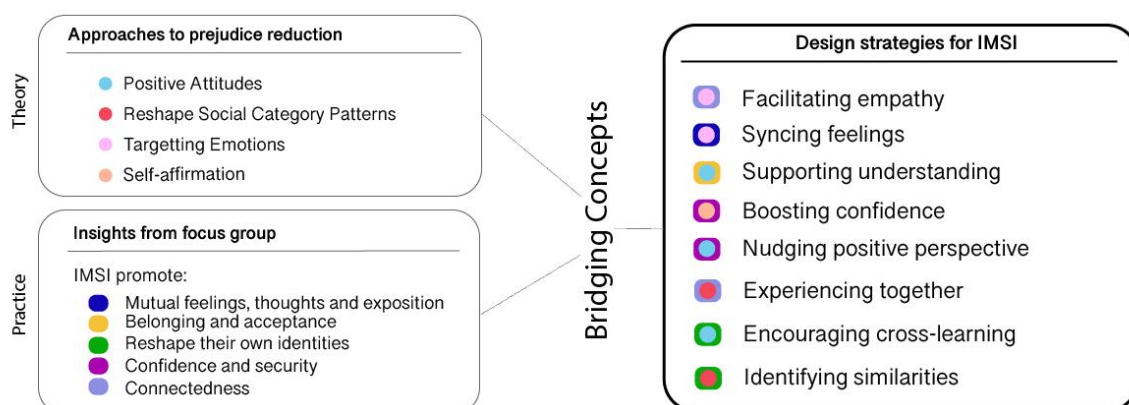 Theory
Approaches to prejudice reduction
Positive Attitudes
Reshape Social Category Patterns
Targetting Emotions
Self-affirmation
Practice
Insights from focus group
IMSI promote:
Mutual feelings, thoughts and exposition
Belonging and acceptance
Reshape their own identities
Confidence and security
Connectedness
Bridging Concepts
Design strategies for IMSI
Facilitating empathy
Syncing feelings
Supporting understanding
Boosting confidence
Nudging positive perspective
Experiencing together
Encouraging cross-learning
Identifying similarities